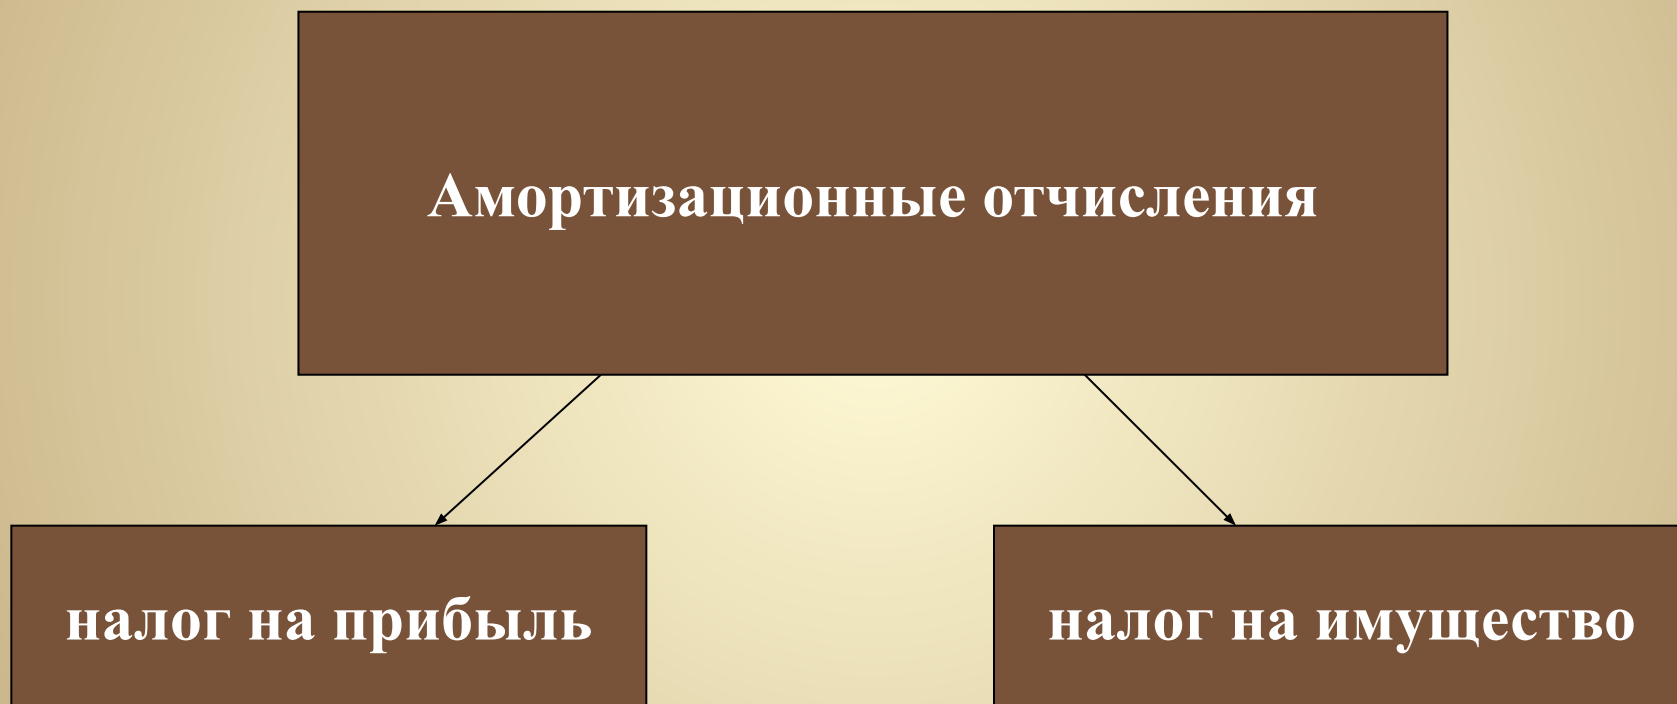 Амортизационные отчисления
налог на прибыль
налог на имущество